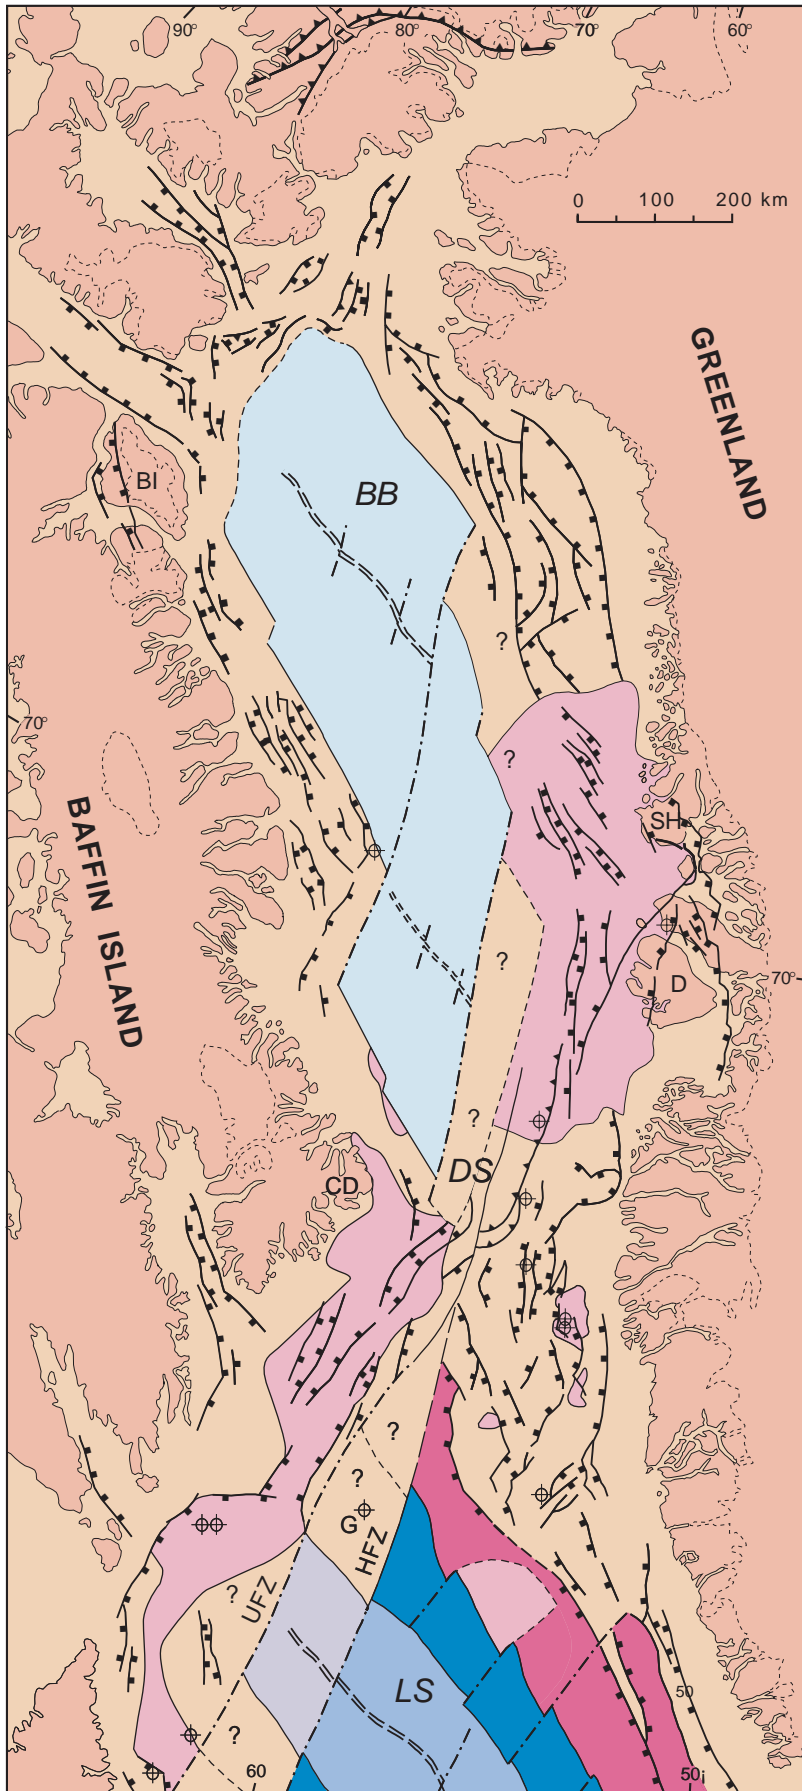 90°
80°
70°
60°
0 100 200 km
GREENLAND
BI
BB
?
70°
?
BAFFIN ISLAND
SH
?
D
70°
?
DS
CD
?
?
G
HFZ
?
UFZ
LS
50
?
60
50